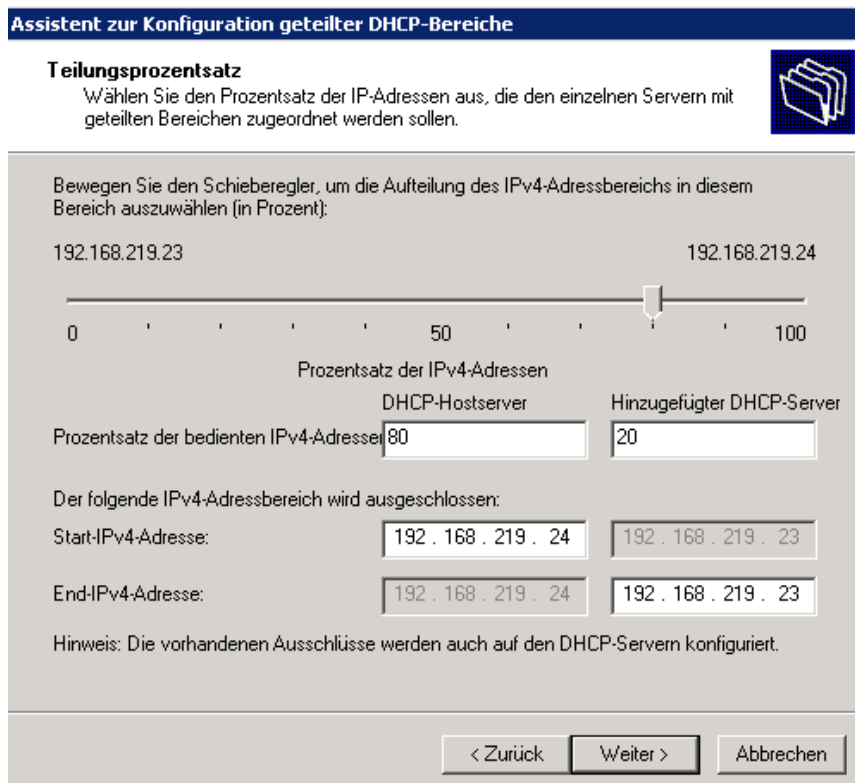 Assistent zur Konfiguration geteilter DHCP-Bereiche
Teilungsprozentsatz
Wählen Sie den Prozentsatz der IP-Adressen aus, die den einzelnen Servern mit
geteilten Bereichen zugeordnet werden sollen.
Bewegen Sie den Schieberegler, um die Aufteilung des IPv4-Adressbereichs in diesem
Bereich auszuwählen (in Prozent):
192.168.219.23 192.168.219.24
0 50 100
Prozentsatz der IPv4-Adressen
DHCP-Hostserver Hinzugefügter DHCP-Server
Prozentsatz der bedienten IPv4-Adressen 80 20
Der folgende IPv4-Adressbereich wird ausgeschlossen:
Start-IPv4-Adresse: 192 . 168 . 219 . 24 192 . 168 . 219 . 23
End-IPv4-Adresse: 192 . 168 . 219 . 24 192 . 168 . 219 . 23
Hinweis: Die vorhandenen Ausschlüsse werden auch auf den DHCP-Servern konfiguriert.
< Zurück Weiter > Abbrechen